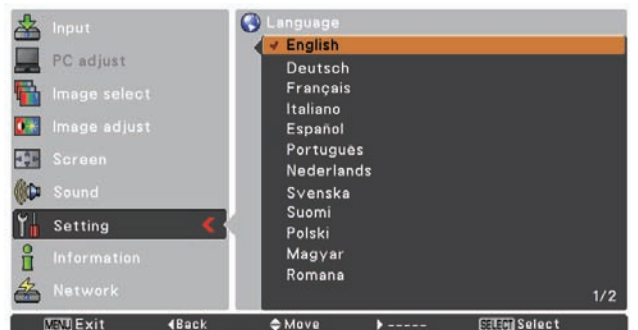 Input
PC adjust
Image select
Image adjust
Screen
Sound
Setting
Information
Network
Language
English
Deutsch
Français
Italiano
Español
Português
Nederlands
Svenska
Suomi
Polski
Magyar
Romana
1/2
MENU Exit Back Move ----- SELECT Select